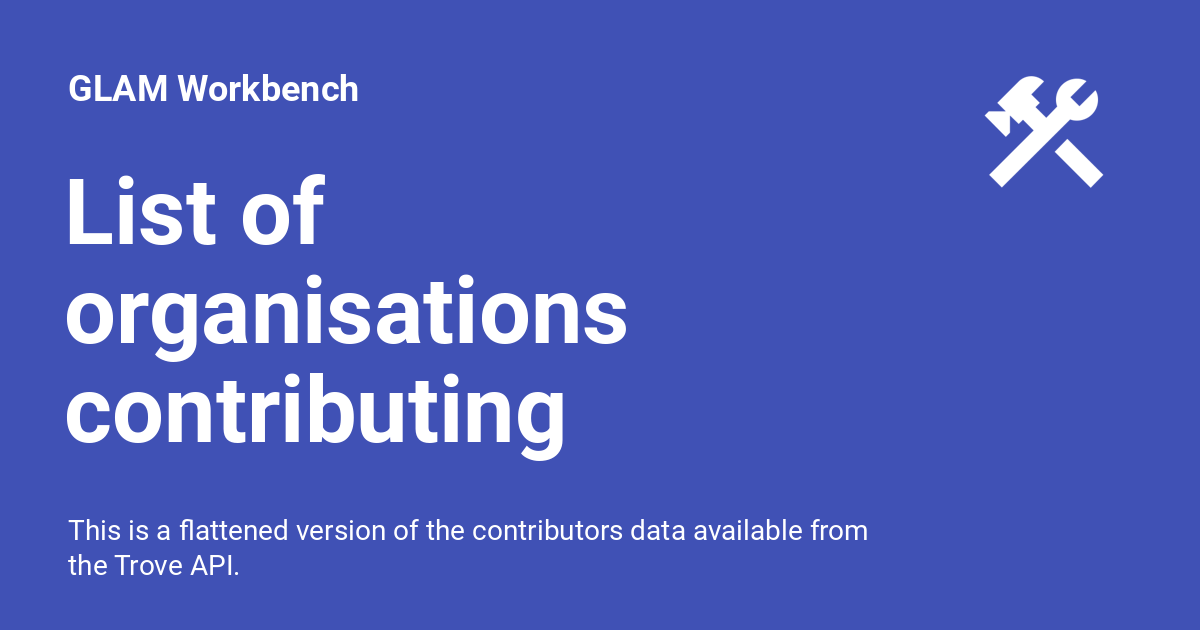 GLAM Workbench
List of
organisations
contributing
This is a flattened version of the contributors data available from
the Trove API.